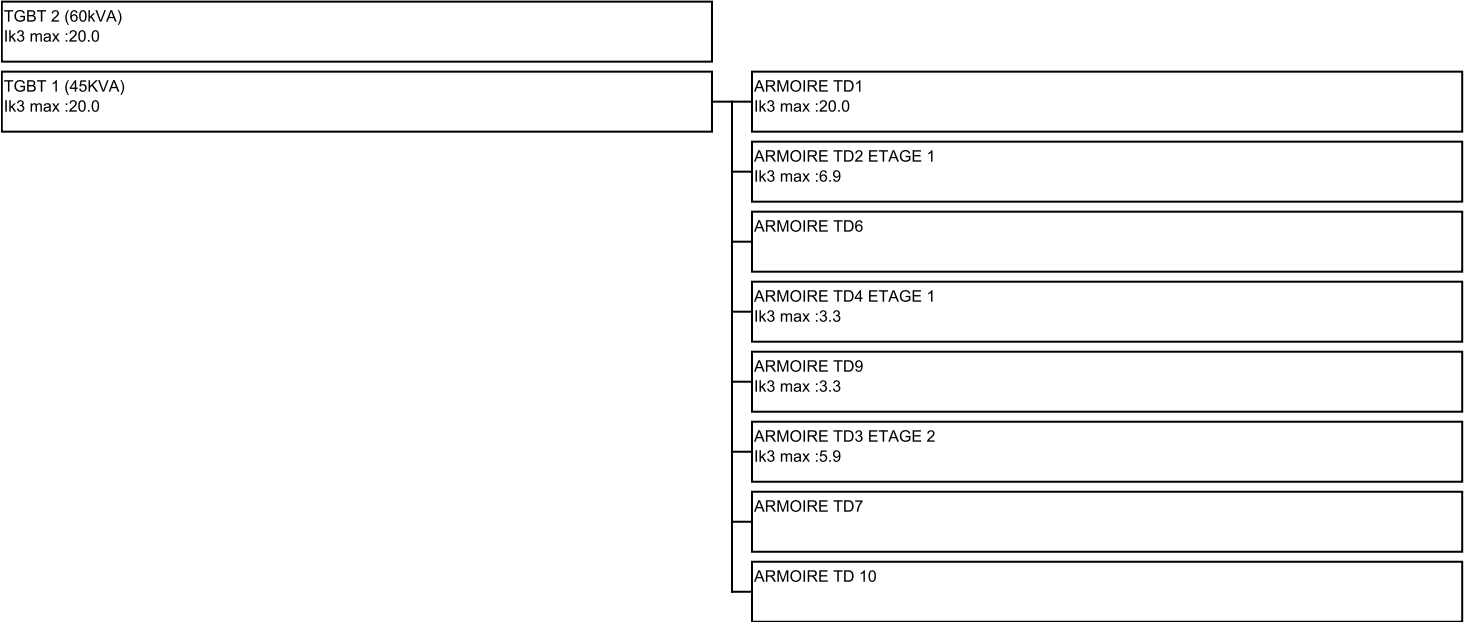 TGBT 2 (60kVA)
Ik3 max :20.0
TGBT 1 (45KVA)
Ik3 max :20.0
ARMOIRE TD1
Ik3 max :20.0
ARMOIRE TD2 ETAGE 1
Ik3 max :6.9
ARMOIRE TD6
ARMOIRE TD4 ETAGE 1
Ik3 max :3.3
ARMOIRE TD9
Ik3 max :3.3
ARMOIRE TD3 ETAGE 2
Ik3 max :5.9
ARMOIRE TD7
ARMOIRE TD 10